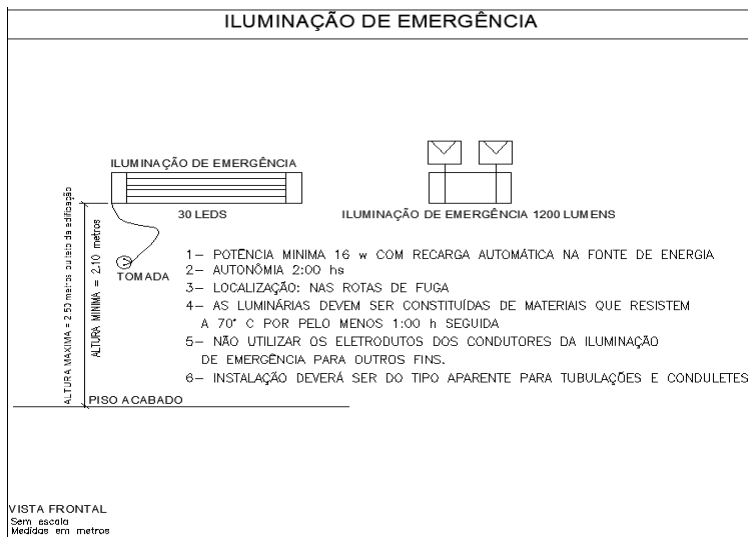 ILUMINAÇÃO DE EMERGÊNCIA
ILUMINAÇÃO DE EMERGÊNCIA
30 LEDS
ILUMINAÇÃO DE EMERGÊNCIA 1200 LUMENS
TOMADA
ALTURA MAXIMA = 2.50 metros ou teto da edificação
ALTURA MINIMA = 2.10 metros
1– POTÊNCIA MINIMA 16 w COM RECARGA AUTOMÁTICA NA FONTE DE ENERGIA
2– AUTONÔMIA 2:00 hs
3– LOCALIZAÇÃO: NAS ROTAS DE FUGA
4– AS LUMINÁRIAS DEVEM SER CONSTITUÍDAS DE MATERIAIS QUE RESISTEM
A 70° C POR PELO MENOS 1:00 h SEGUIDA
5– NÃO UTILIZAR OS ELETRODUTOS DOS CONDUTORES DA ILUMINAÇÃO
DE EMERGÊNCIA PARA OUTROS FINS.
6– INSTALAÇÃO DEVERÁ SER DO TIPO APARENTE PARA TUBULAÇÕES E CONDULETES
PISO ACABADO
VISTA FRONTAL
Sem escala
Medidas em metros